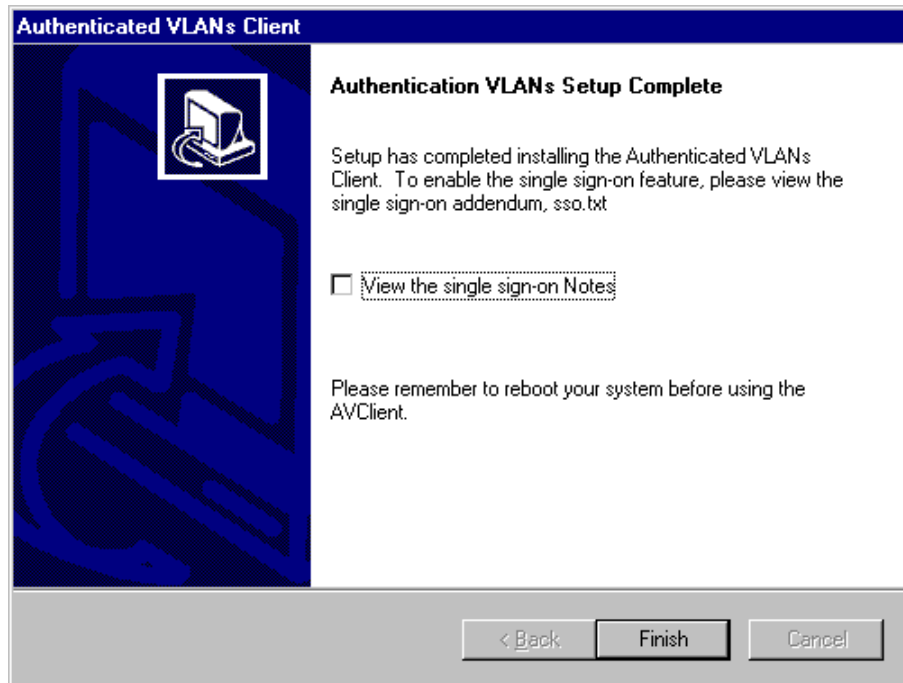 Authenticated VLANs Client
Authentication VLANs Setup Complete
Setup has completed installing the Authenticated VLANs
Client. To enable the single sign-on feature, please view the
single sign-on addendum, sso.txt
View the single sign-on Notes
Please remember to reboot your system before using the
AVClient.
< Back
Finish
Cancel